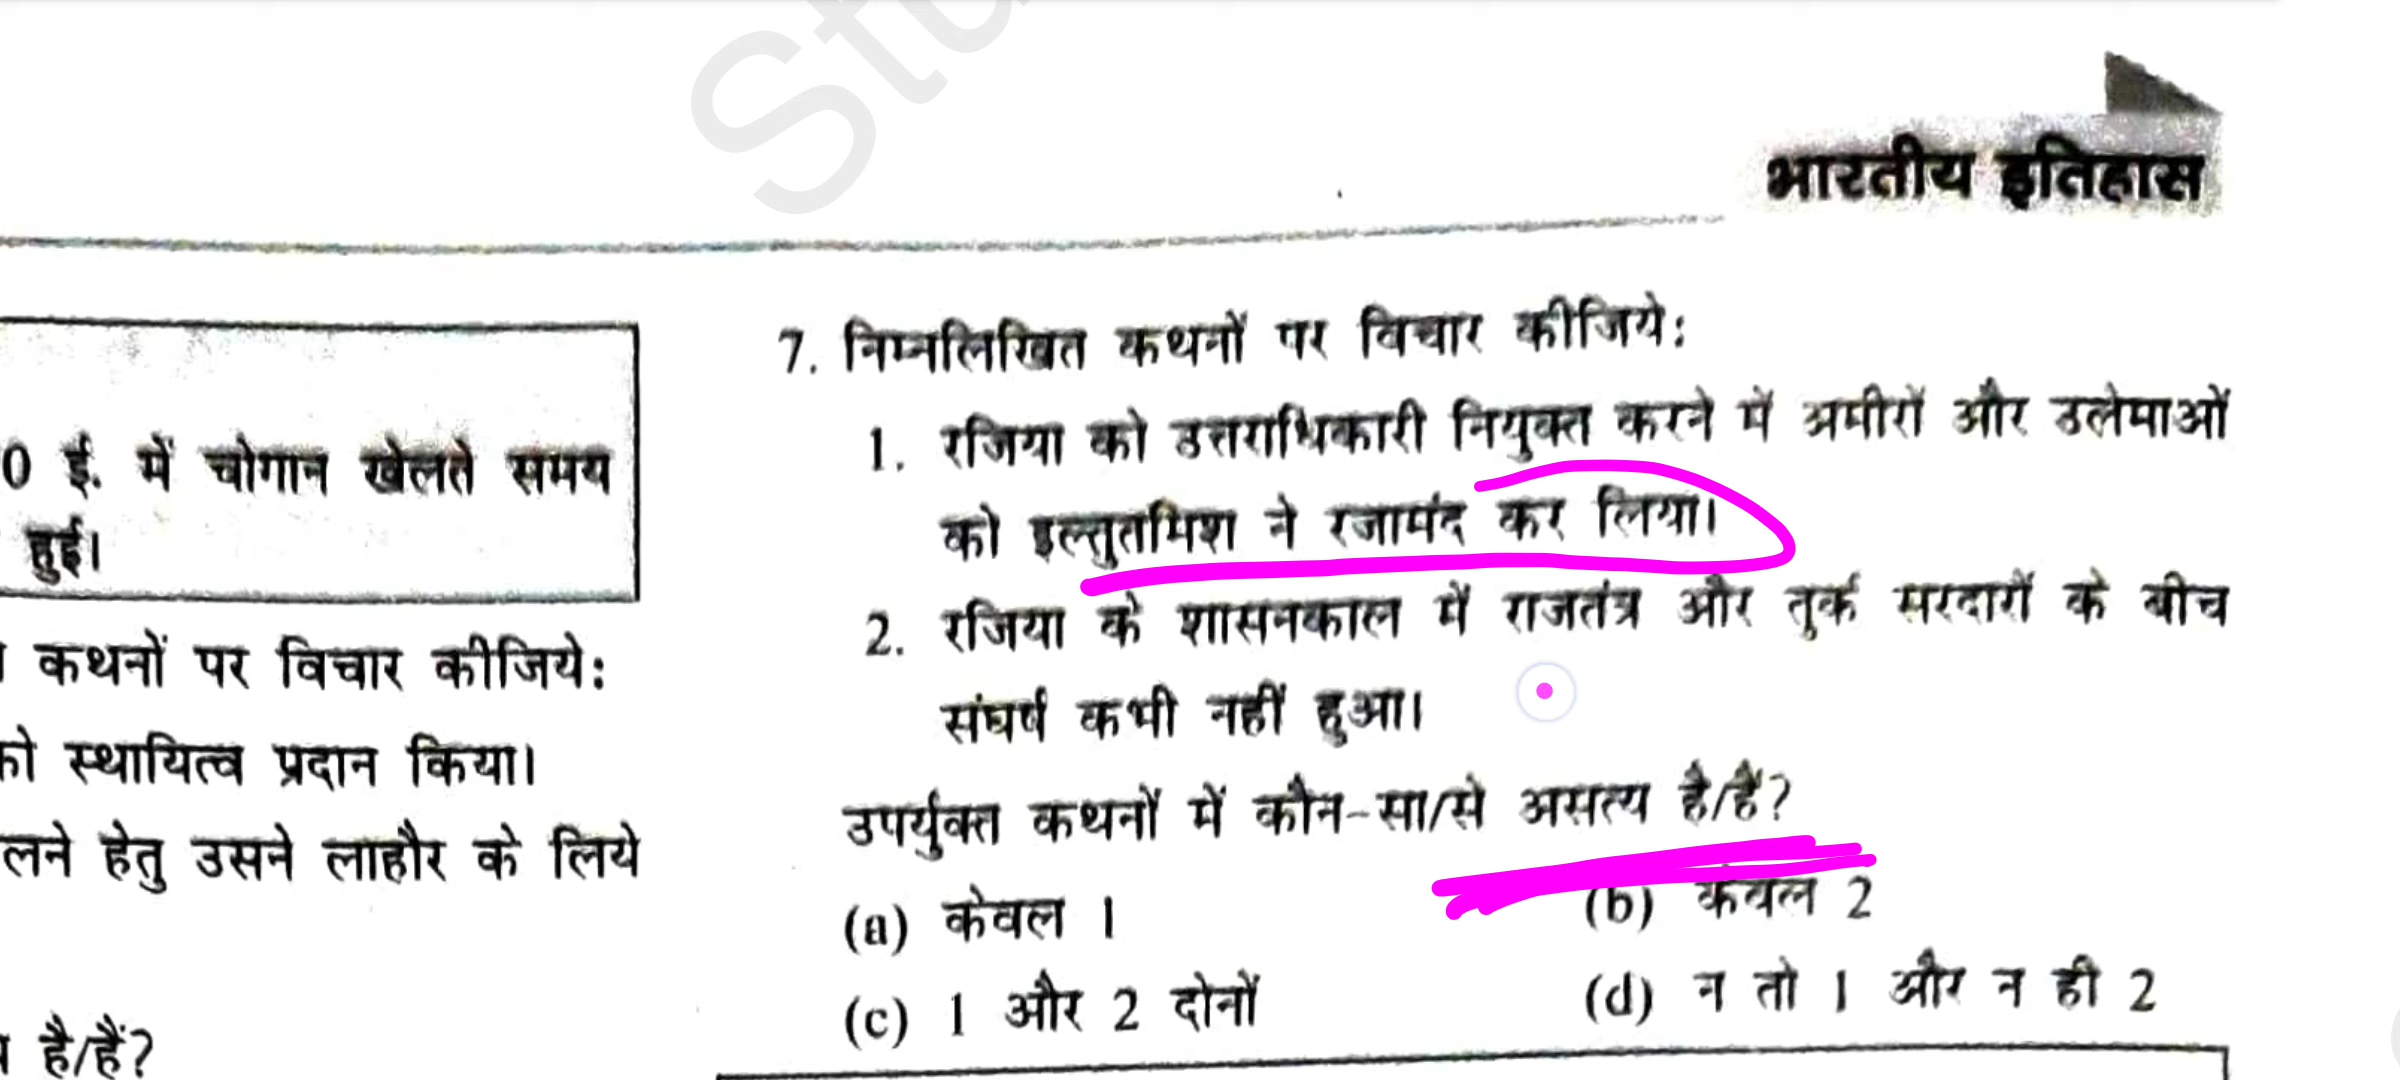 Stu
भारतीय इतिहास
0 ई. में चोगान खेलते समय
हुई।
कथनों पर विचार कीजिये:
को स्थायित्व प्रदान किया।
लने हेतु उसने लाहौर के लिये
है/हैं?
7. निम्नलिखित कथनों पर विचार कीजिये:
1. रजिया को उत्तराधिकारी नियुक्त करने में अमीरों और उलेमाओं
को इल्तुतमिश ने रजामंद कर लिया।
2. रजिया के शासनकाल में राजतंत्र और तुर्क सरदारों के बीच
संघर्ष कभी नहीं हुआ।
उपर्युक्त कथनों में कौन-सा/से असत्य है/हैं?
(a) केवल 1
(b) केवल 2
(c) 1 और 2 दोनों
(d) न तो 1 और न ही 2